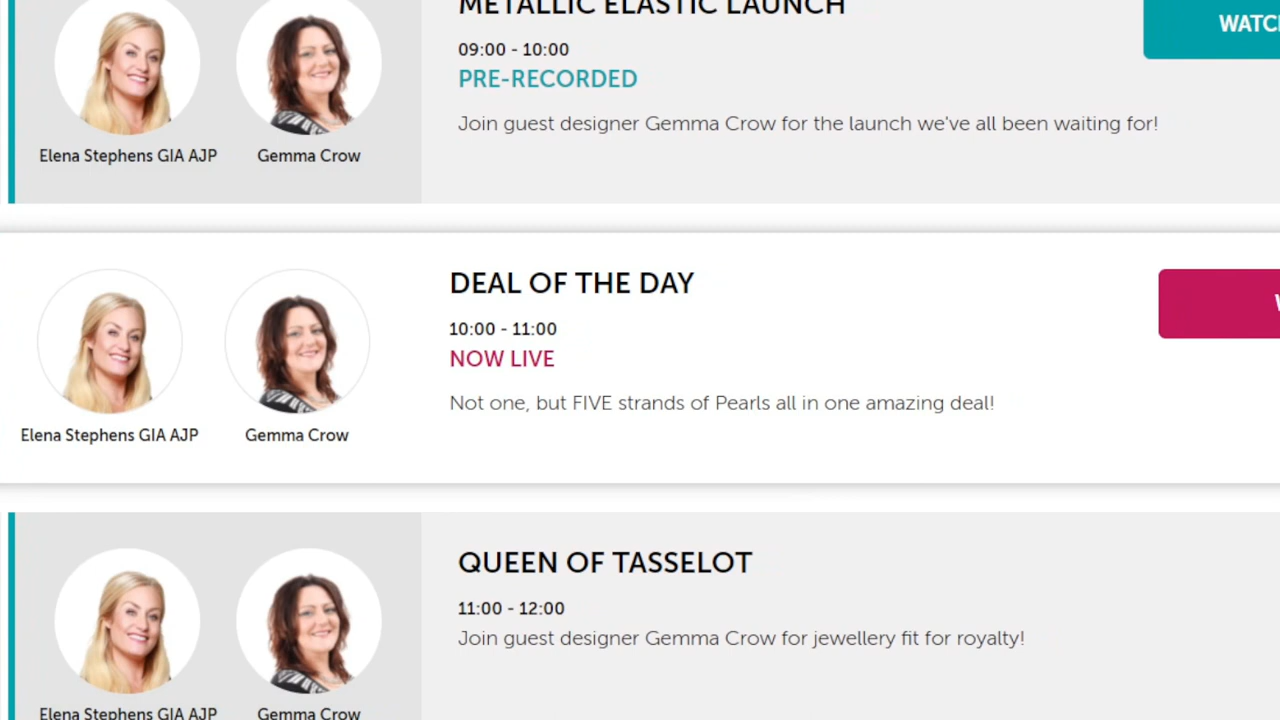 METALLIC ELASTIC LAUNCH
WATCH
09:00 - 10:00
PRE-RECORDED
Join guest designer Gemma Crow for the launch we've all been waiting for!
Elena Stephens GIA AJP
Gemma Crow
DEAL OF THE DAY
10:00 - 11:00
NOW LIVE
Not one, but FIVE strands of Pearls all in one amazing deal!
Elena Stephens GIA AJP
Gemma Crow
QUEEN OF TASSELOT
11:00 - 12:00
Join guest designer Gemma Crow for jewellery fit for royalty!
Elena Stephens GIA AJP
Gemma Crow